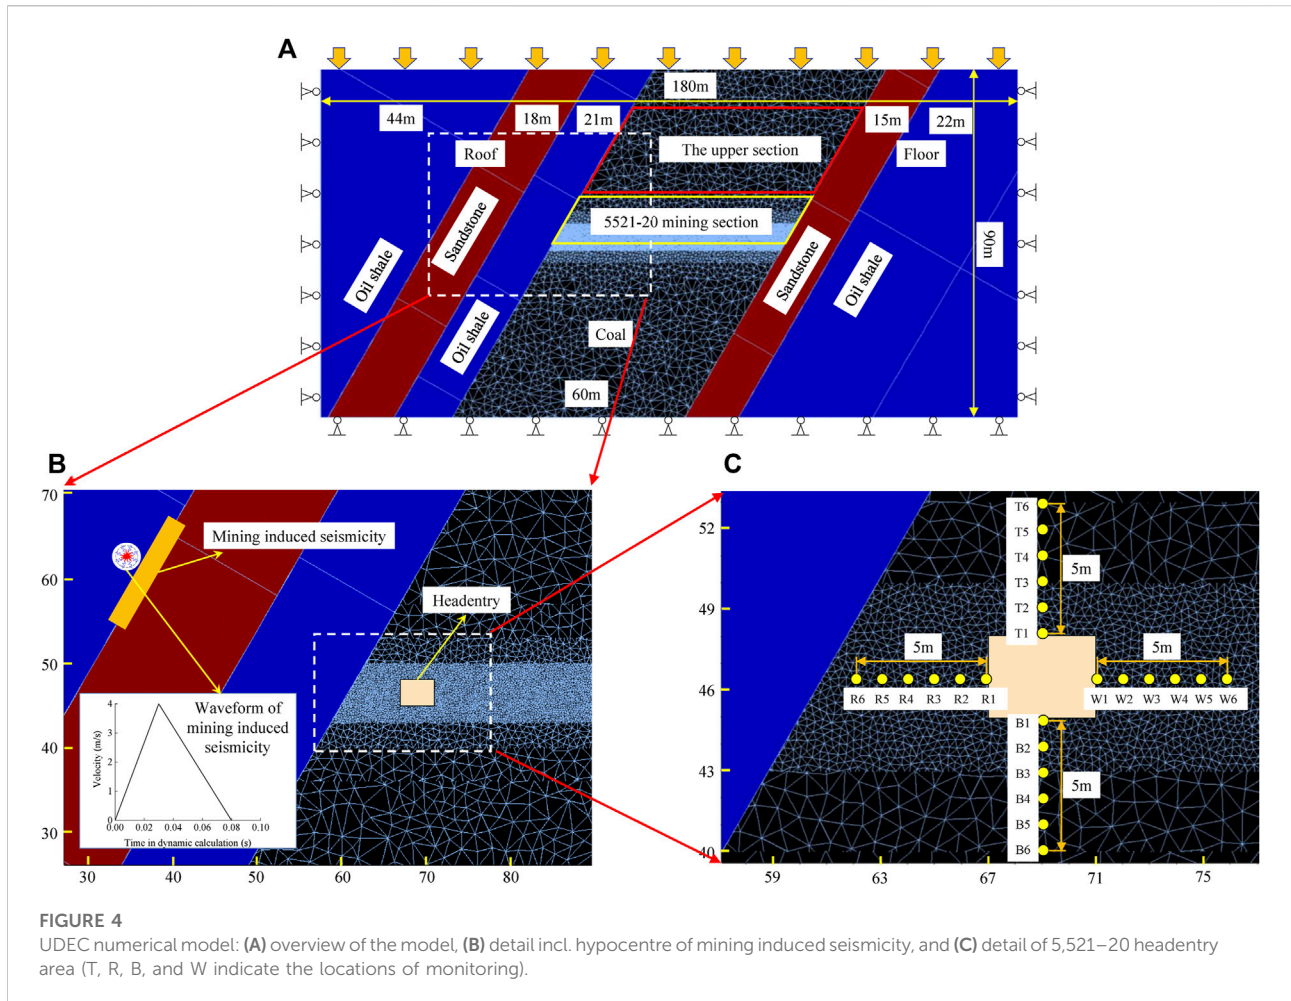 A
180m
44m
18m
21m
15m
22m
Roof
The upper section
Floor
Sandstone
5521-20 mining section
90m
Oil shale
Sandstone
Oil shale
Oil shale
Coal
60m
B
70
60
50
40
30
Mining induced seismicity
Headentry
Waveform of
mining induced
seismicity
Velocity (m/s)
4
3
2
1
0
0.00 0.02 0.04 0.06 0.08 0.10
Time in dynamic calculation (s)
30 40 50 60 70 80
C
52
49
46
43
40
T6
T5
T4
T3
T2
T1
5m
5m
5m
R6 R5 R4 R3 R2 R1
W1 W2 W3 W4 W5 W6
B1
B2
B3
B4
B5
B6
5m
59 63 67 71 75
FIGURE 4
UDEC numerical model: (A) overview of the model, (B) detail incl. hypocentre of mining induced seismicity, and (C) detail of 5,521–20 headentry
area (T, R, B, and W indicate the locations of monitoring).